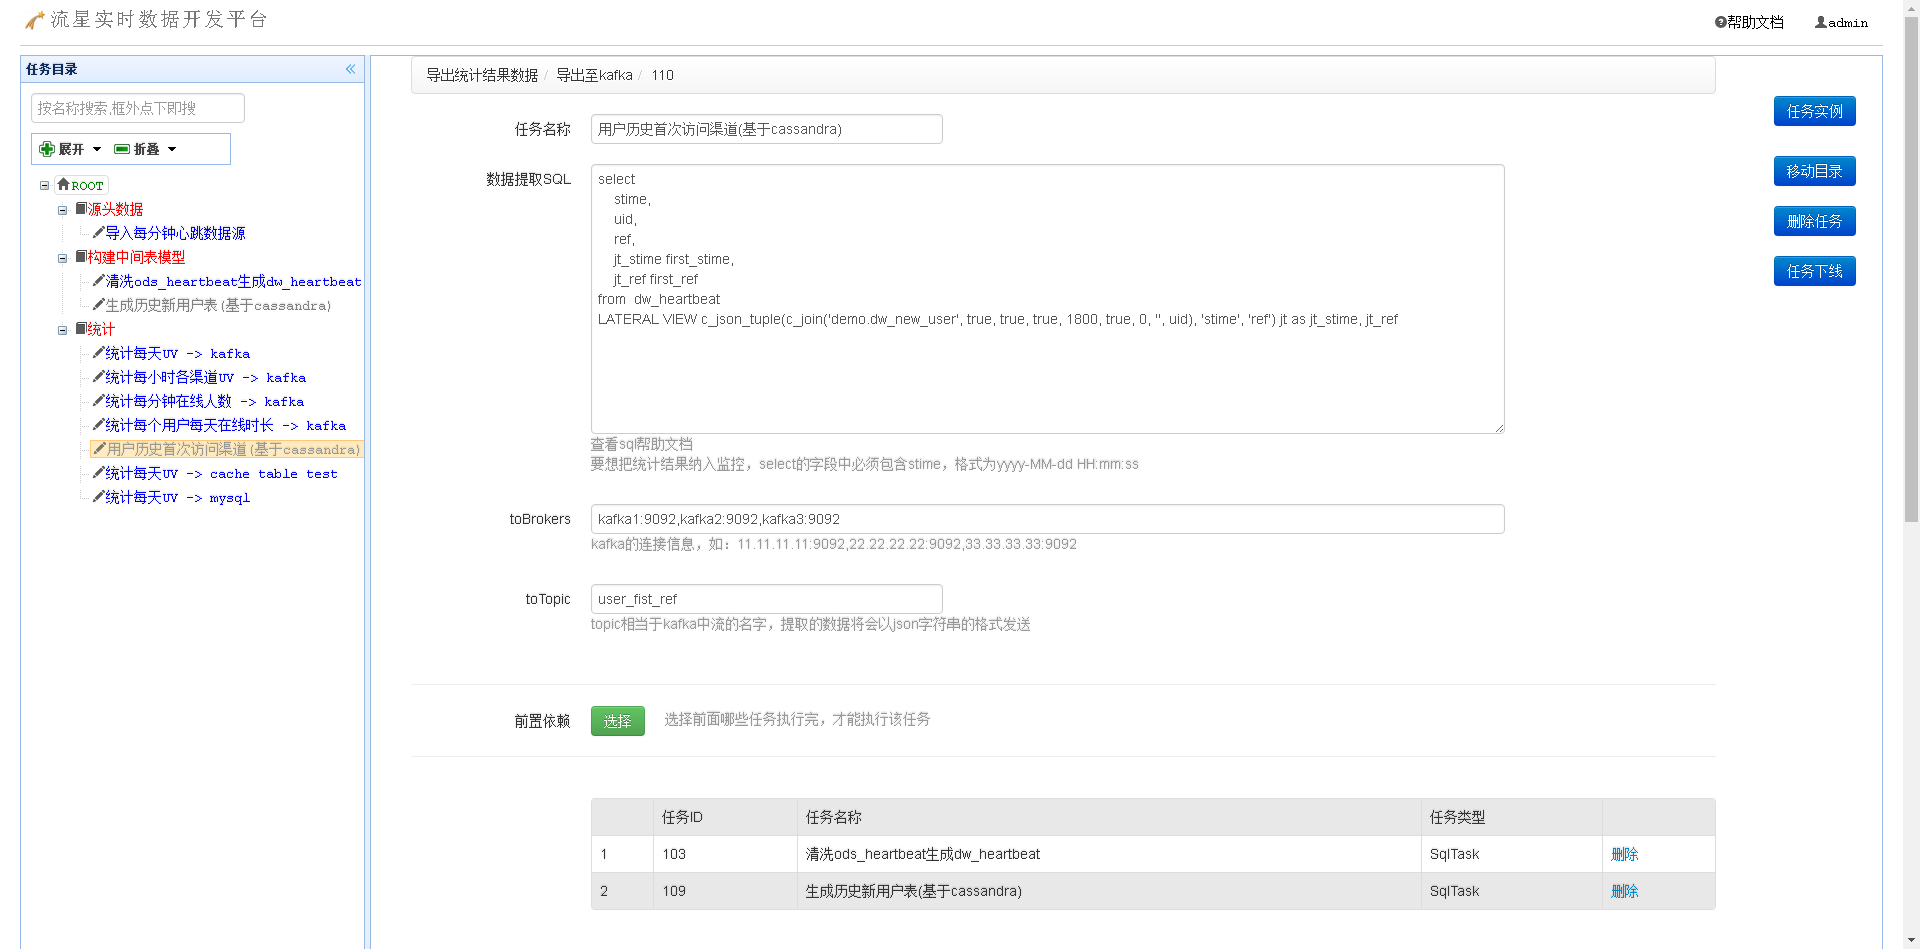 流星实时数据开发平台
帮助文档 admin
任务目录
按名称搜索,框外点下即搜
展开 折叠
ROOT
源头数据
导入每分钟心跳数据源
构建中间表模型
清洗ods_heartbeat生成dw_heartbeat
生成历史新用户表(基于cassandra)
统计
统计每天UV -> kafka
统计每小时各渠道UV -> kafka
统计每分钟在线人数 -> kafka
统计每个用户每天在线时长 -> kafka
用户历史首次访问渠道(基于cassandra)
统计每天UV -> cache table test
统计每天UV -> mysql
导出统计结果数据 / 导出至kafka / 110
任务名称 用户历史首次访问渠道(基于cassandra)
数据提取SQL
select
stime,
uid,
ref,
jt_stime first_stime,
jt_ref first_ref
from  dw_heartbeat
LATERAL VIEW c_json_tuple(c_join('demo.dw_new_user', true, true, true, 1800, true, 0, '', uid), 'stime', 'ref') jt as jt_stime, jt_ref
查看sql帮助文档
要想把统计结果纳入监控，select的字段中必须包含stime，格式为yyyy-MM-dd HH:mm:ss
toBrokers kafka1:9092,kafka2:9092,kafka3:9092
kafka的连接信息，如：11.11.11.11:9092,22.22.22.22:9092,33.33.33.33:9092
toTopic user_fist_ref
topic相当于kafka中流的名字，提取的数据将会以json字符串的格式发送
前置依赖 选择 选择前面哪些任务执行完，才能执行该任务
任务ID 任务名称 任务类型
1 103 清洗ods_heartbeat生成dw_heartbeat SqlTask 删除
2 109 生成历史新用户表(基于cassandra) SqlTask 删除
任务实例
移动目录
删除任务
任务下线